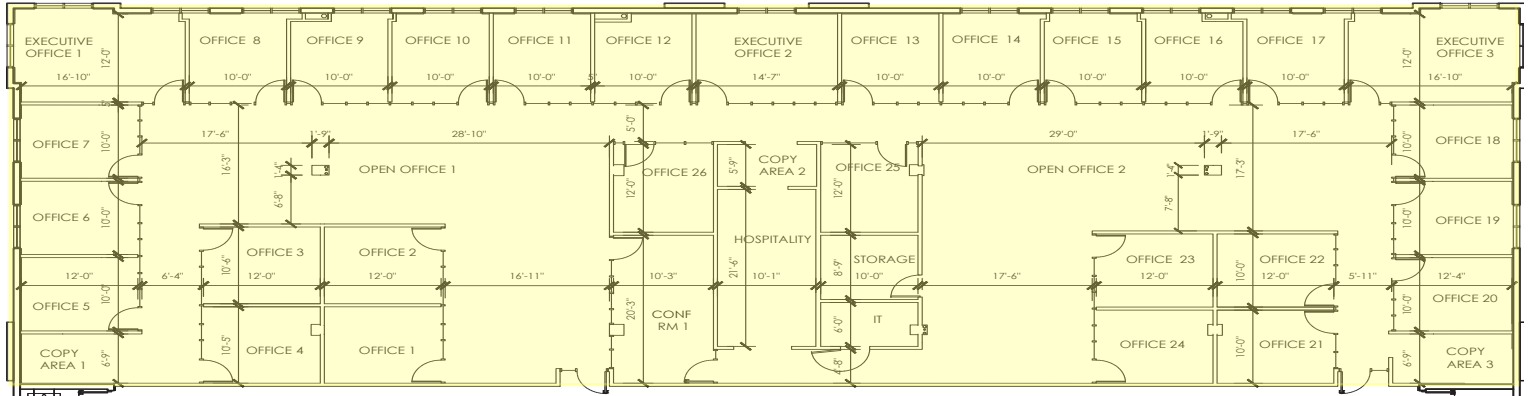 EXECUTIVE
OFFICE 1
12'-0"
OFFICE 8
OFFICE 9
OFFICE 10
OFFICE 11
OFFICE 12
EXECUTIVE
OFFICE 2
OFFICE 13
OFFICE 14
OFFICE 15
OFFICE 16
OFFICE 17
12'-0"
EXECUTIVE
OFFICE 3
16'-10"
10'-0"
10'-0"
10'-0"
10'-0"
5"
10'-0"
14'-7"
10'-0"
10'-0"
10'-0"
10'-0"
10'-0"
16'-10"
OFFICE 7
10'-0"
17'-6"
1'-9"
28'-10"
5'-0"
29'-0"
1'-9"
17'-6"
10'-0"
OFFICE 18
16'-3"
1'-4"
OPEN OFFICE 1
OFFICE 26
5'-9"
COPY
AREA 2
OFFICE 25
OPEN OFFICE 2
1'-4"
17'-3"
6'-8"
12'-0"
12'-0"
7'-8"
OFFICE 6
10'-0"
10'-0"
OFFICE 19
OFFICE 3
OFFICE 2
HOSPITALITY
STORAGE
OFFICE 23
OFFICE 22
10'-6"
21'-6"
8'-9"
10'-0"
12'-0"
6'-4"
12'-0"
12'-0"
16'-11"
10'-3"
10'-1"
10'-0"
17'-6"
12'-0"
12'-0"
5'-11"
12'-4"
OFFICE 5
10'-0"
10'-0"
OFFICE 20
20'-3"
CONF
RM 1
6'-0"
IT
COPY
AREA 1
6'-9"
10'-5"
OFFICE 4
OFFICE 1
4'-8"
OFFICE 24
10'-0"
OFFICE 21
6'-9"
COPY
AREA 3